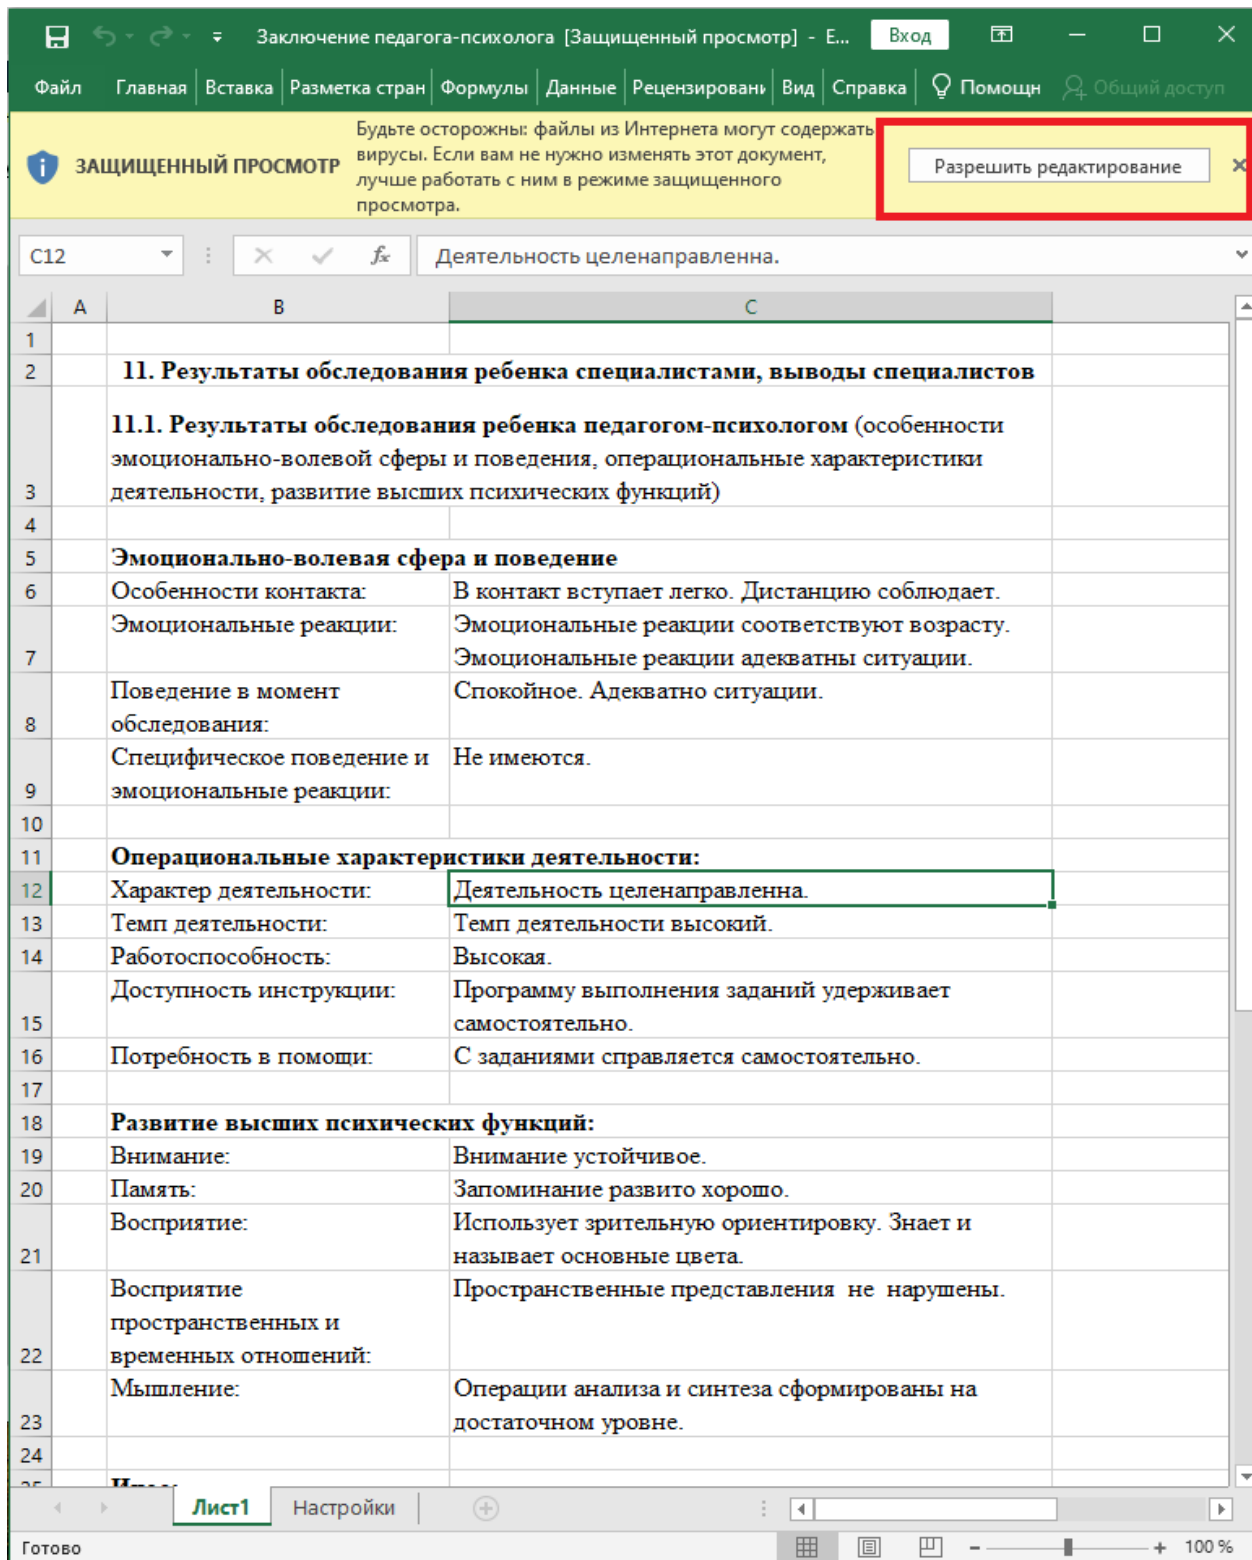 Заключение педагога-психолога [Защищенный просмотр] - E... Вход
Файл Главная Вставка Разметка стран Формулы Данные Рецензировани Вид Справка Помощн Общий доступ
ЗАЩИЩЕННЫЙ ПРОСМОТР
Будьте осторожны: файлы из Интернета могут содержать
вирусы. Если вам не нужно изменять этот документ,
лучше работать с ним в режиме защищенного
просмотра.
Разрешить редактирование
C12 fx Деятельность целенаправленна.
A B C
1
2 11. Результаты обследования ребенка специалистами, выводы специалистов
11.1. Результаты обследования ребенка педагогом-психологом (особенности
эмоционально-волевой сферы и поведения, операциональные характеристики
3 деятельности, развитие высших психических функций)
4
5 Эмоционально-волевая сфера и поведение
6 Особенности контакта: В контакт вступает легко. Дистанцию соблюдает.
Эмоциональные реакции: Эмоциональные реакции соответствуют возрасту.
7 Эмоциональные реакции адекватны ситуации.
Поведение в момент Спокойное. Адекватно ситуации.
8 обследования:
Специфическое поведение и Не имеются.
9 эмоциональные реакции:
10
11 Операциональные характеристики деятельности:
12 Характер деятельности: Деятельность целенаправленна.
13 Темп деятельности: Темп деятельности высокий.
14 Работоспособность: Высокая.
Доступность инструкции: Программу выполнения заданий удерживает
15 самостоятельно.
16 Потребность в помощи: С заданиями справляется самостоятельно.
17
18 Развитие высших психических функций:
19 Внимание: Внимание устойчивое.
20 Память: Запоминание развито хорошо.
Восприятие: Использует зрительную ориентировку. Знает и
21 называет основные цвета.
Восприятие Пространственные представления не нарушены.
пространственных и
22 временных отношений:
Мышление: Операции анализа и синтеза сформированы на
23 достаточном уровне.
24
Лист1 Настройки
Готово 100 %